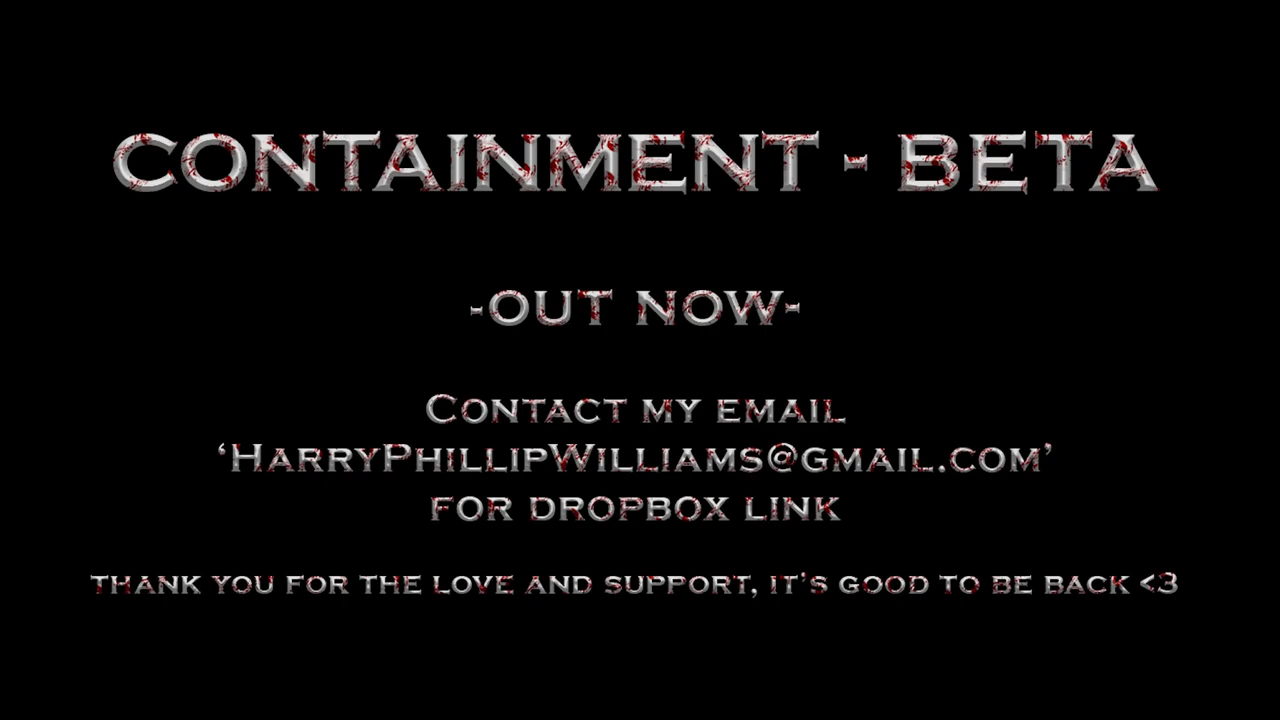 CONTAINMENT - BETA
-OUT NOW-
CONTACT MY EMAIL
‘HARRYPHILLIPWILLIAMS@GMAIL.COM’
FOR DROPBOX LINK
THANK YOU FOR THE LOVE AND SUPPORT, IT'S GOOD TO BE BACK <3